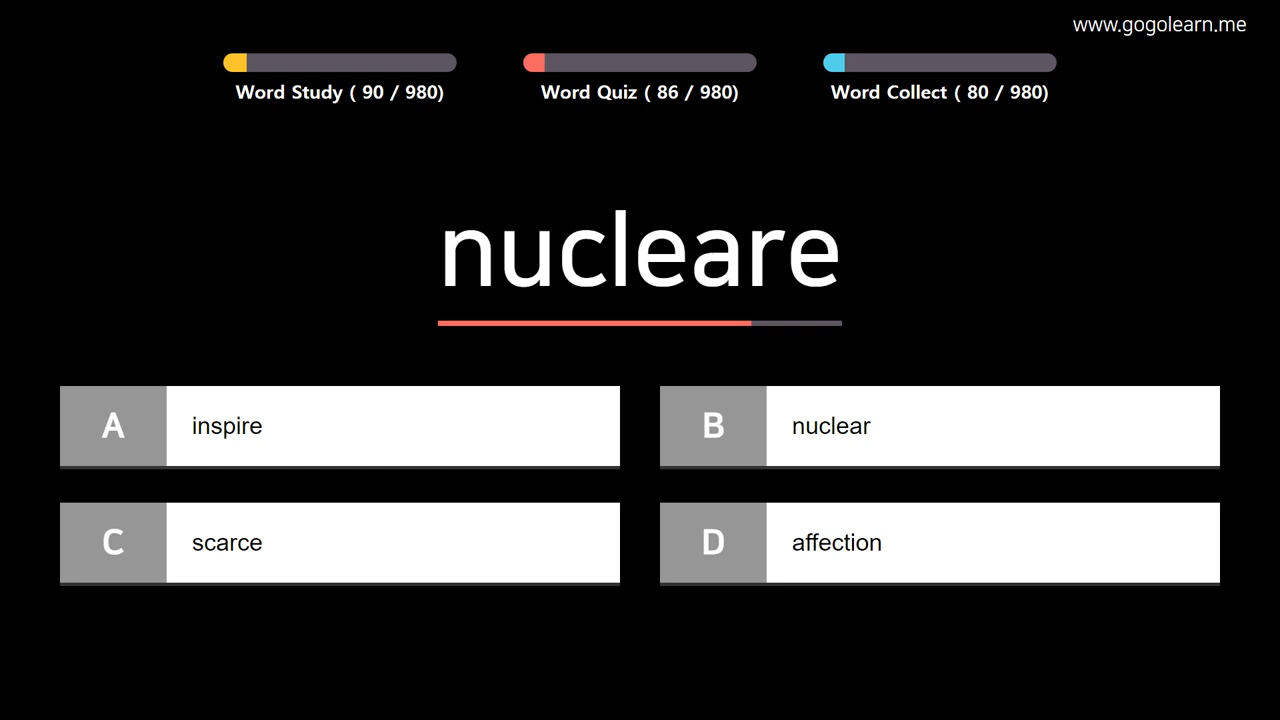 www.gogolearn.me
Word Study ( 90 / 980)
Word Quiz ( 86 / 980)
Word Collect ( 80 / 980)
nucleare
A inspire
B nuclear
C scarce
D affection